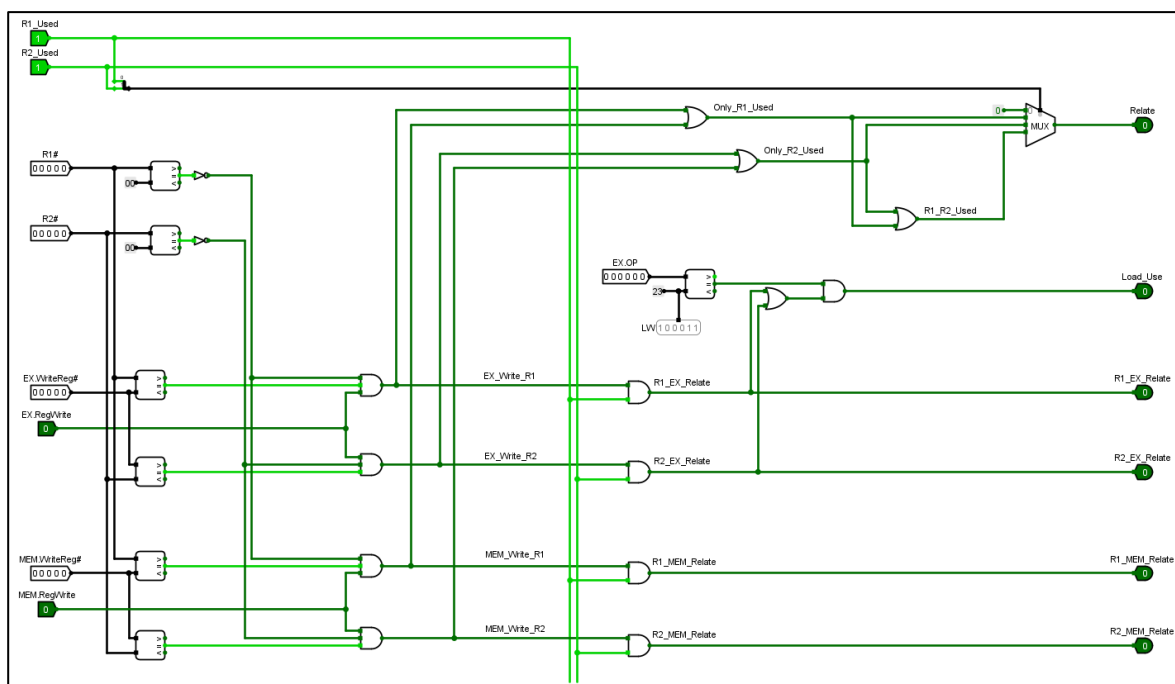 R1_Used
1
R2_Used
1
Only_R1_Used
0
0
MUX
Relate
0
Only_R2_Used
R1#
00000
00
>
=
<
R2#
00000
00
>
=
<
R1_R2_Used
EX.OP
000000
23
>
=
<
LW 100011
Load_Use
0
EX.WriteReg#
00000
>
=
<
EX_Write_R1
R1_EX_Relate
R1_EX_Relate
0
EX.RegWrite
0
>
=
<
EX_Write_R2
R2_EX_Relate
R2_EX_Relate
0
MEM.WriteReg#
00000
>
=
<
MEM_Write_R1
R1_MEM_Relate
R1_MEM_Relate
0
MEM.RegWrite
0
>
=
<
MEM_Write_R2
R2_MEM_Relate
R2_MEM_Relate
0